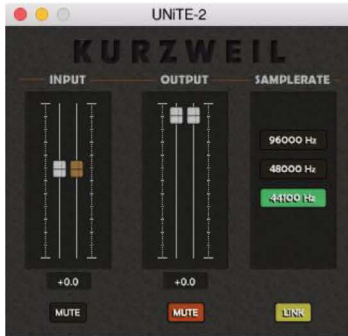 UNiTE-2
KURZWEIL
INPUT OUTPUT SAMPLERATE
96000 Hz
48000 Hz
44100 Hz
+0.0 +0.0
MUTE MUTE LINK